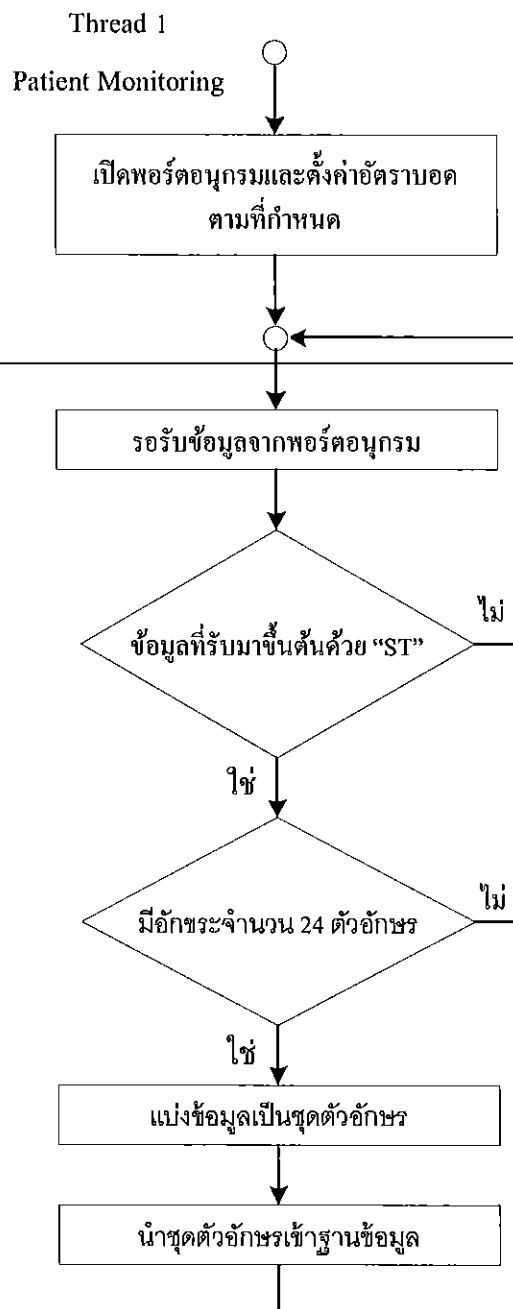 Thread 1
Patient Monitoring
เปิดพอร์ตอนุกรมและตั้งค่าอัตราบอด
ตามที่กำหนด
รอรับข้อมูลจากพอร์ตอนุกรม
ข้อมูลที่รับมาขึ้นต้นด้วย “ST”
ไม่
ใช่
มีอักขระจำนวน 24 ตัวอักษร
ไม่
ใช่
แบ่งข้อมูลเป็นชุดตัวอักษร
นำชุดตัวอักษรเข้าฐานข้อมูล